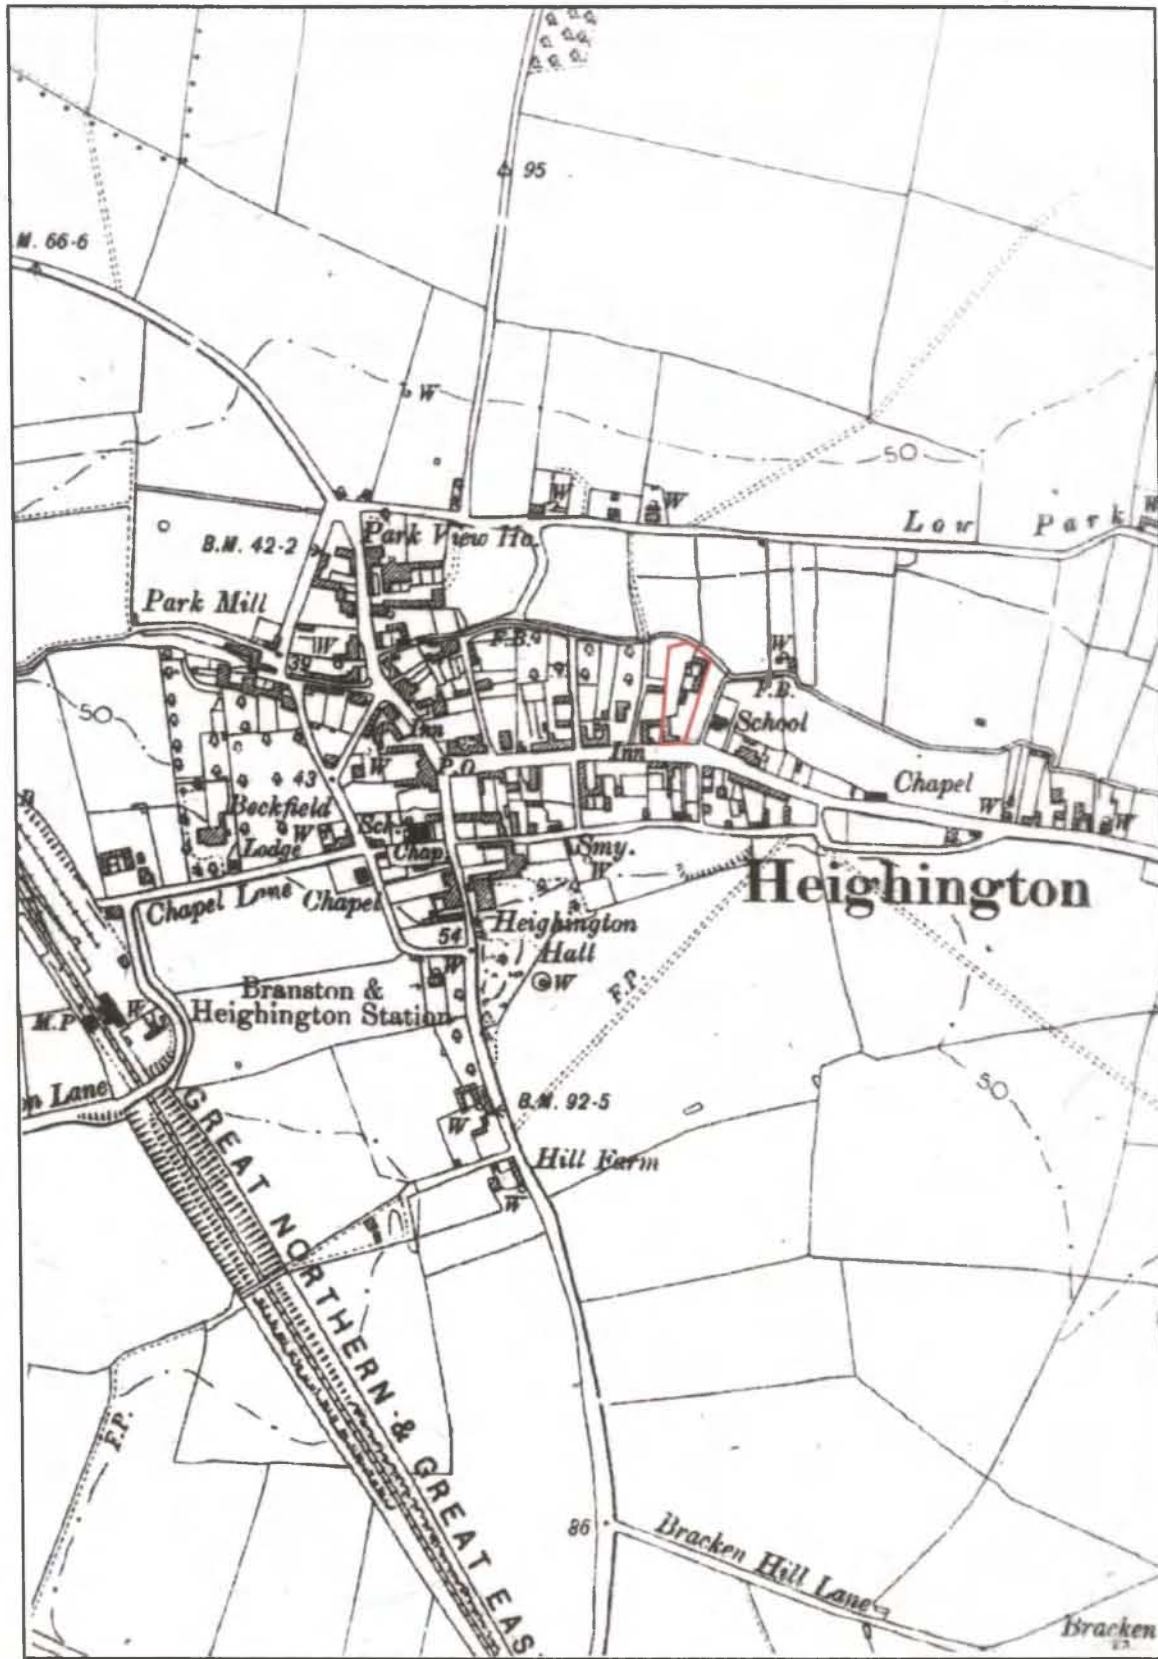 95
M. 66-6
W
50
W
W
Low Park
W
Park View Ho.
B.M. 42-2
Park Mill
W
39
F.B.
W
F.B.
School
50
Inn
Inn
W
P.O.
43
Chapel
W
W
Beckfield
Lodge
W
Sch.
Chap.
Smy.
W
Heighington
Chapel Lane
Chapel
Heighington
Hall
54
W
W
F.P.
Branston &
Heighington Station
M.P
W
50
on Lane
B.M. 92-5
W
Hill Farm
W
GREAT NORTHERN & GREAT EAS
F.P.
86
Bracken Hill Lane
Bracken